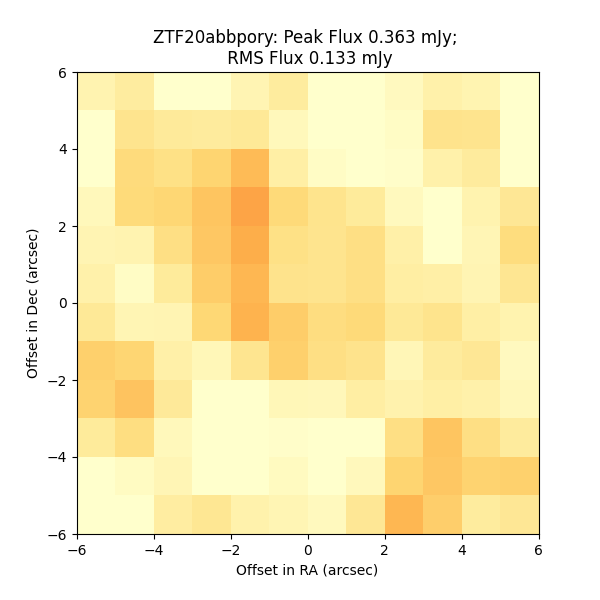 ZTF20abbpory: Peak Flux 0.363 mJy;
RMS Flux 0.133 mJy
6
4
2
0
−2
−4
−6
Offset in Dec (arcsec)
−6 −4 −2 0 2 4 6
Offset in RA (arcsec)